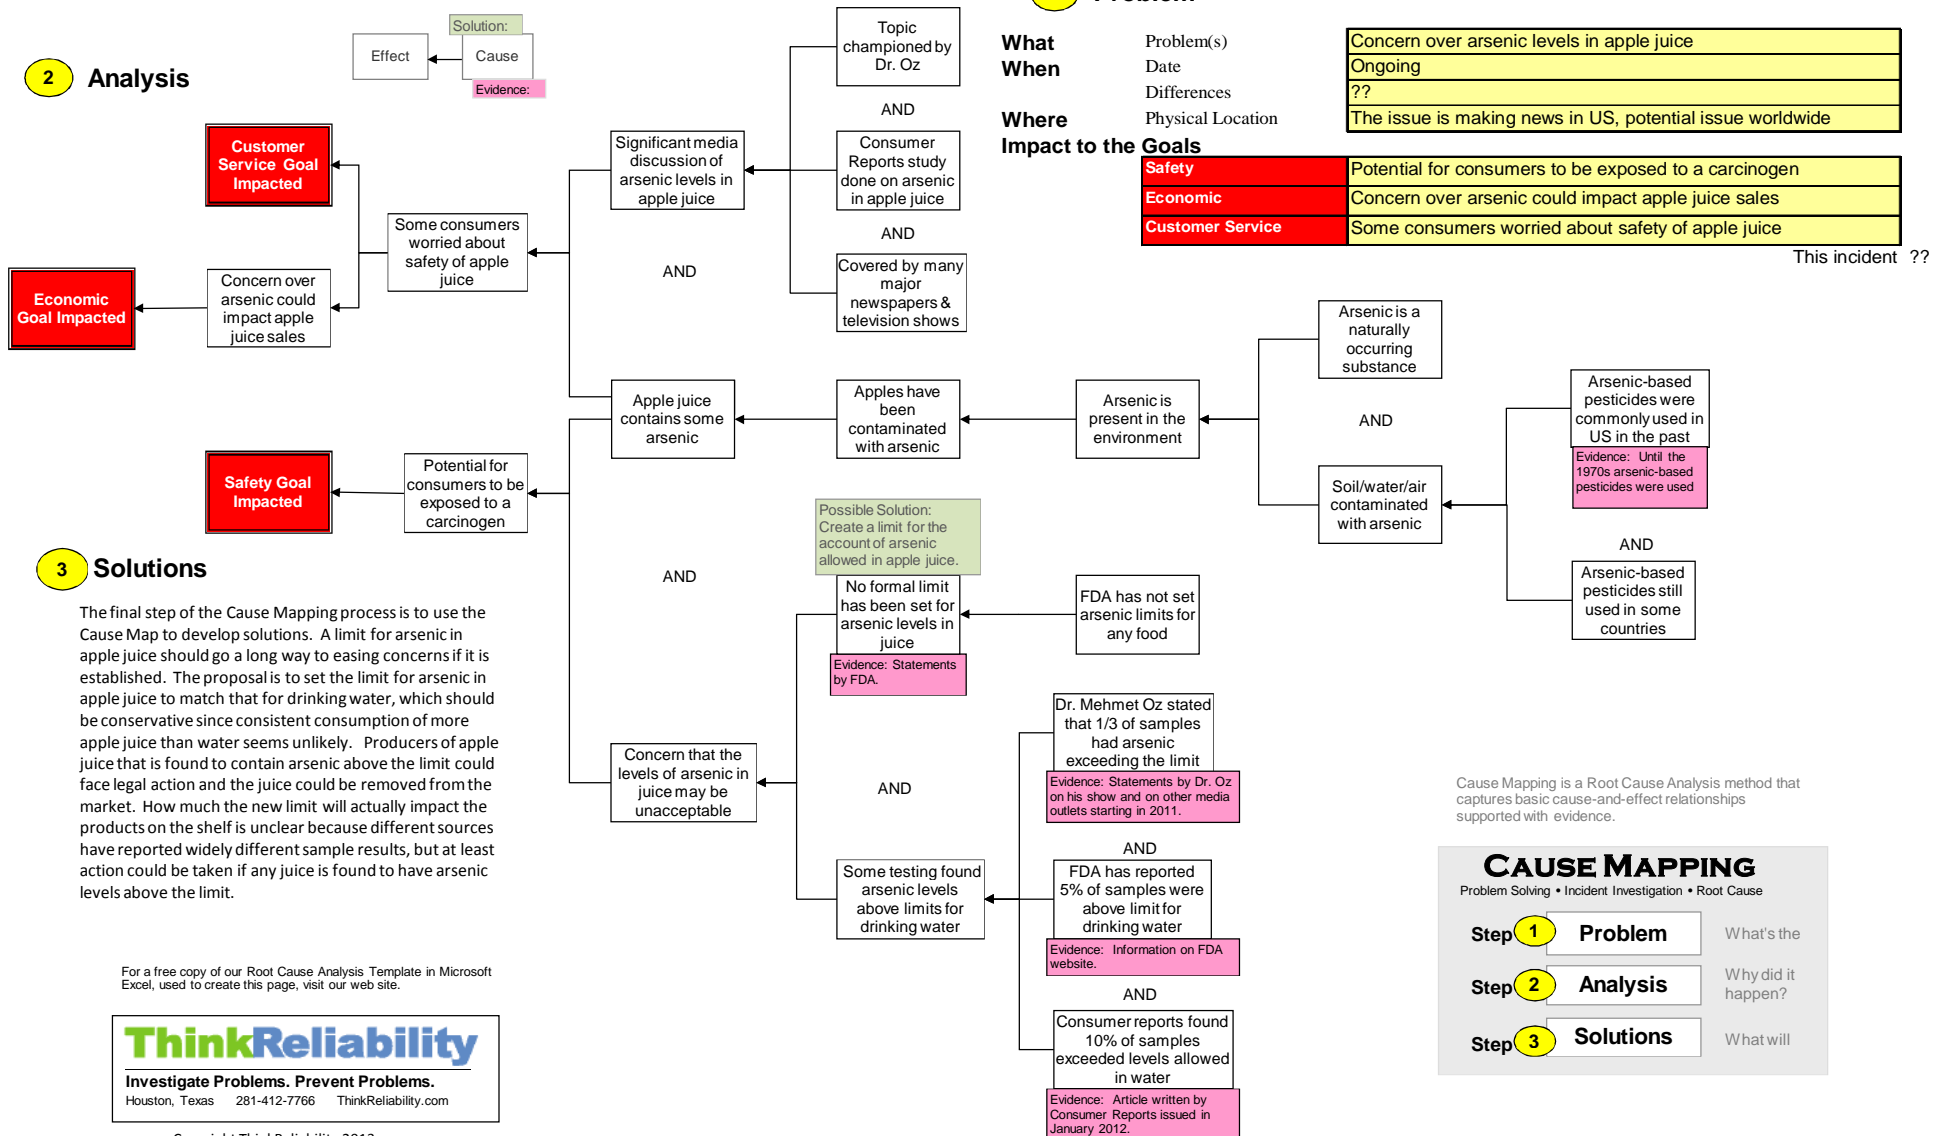 Problem
What Problem(s) Concern over arsenic levels in apple juice
When Date Ongoing
Differences ??
Where Physical Location The issue is making news in US, potential issue worldwide
Impact to the Goals
Safety Potential for consumers to be exposed to a carcinogen
Economic Concern over arsenic could impact apple juice sales
Customer Service Some consumers worried about safety of apple juice
This incident ??
2 Analysis
Effect
Solution:
Cause
Evidence:
Customer
Service Goal
Impacted
Economic
Goal Impacted
Concern over
arsenic could
impact apple
juice sales
Some consumers
worried about
safety of apple
juice
Significant media
discussion of
arsenic levels in
apple juice
AND
Topic
championed by
Dr. Oz
AND
Consumer
Reports study
done on arsenic
in apple juice
AND
Covered by many
major
newspapers &
television shows
Safety Goal
Impacted
Potential for
consumers to be
exposed to a
carcinogen
Apple juice
contains some
arsenic
Apples have
been
contaminated
with arsenic
Arsenic is
present in the
environment
Arsenic is a
naturally
occurring
substance
AND
Soil/water/air
contaminated
with arsenic
Arsenic-based
pesticides were
commonly used in
US in the past
Evidence: Until the
1970s arsenic-based
pesticides were used
AND
Arsenic-based
pesticides still
used in some
countries
AND
Possible Solution:
Create a limit for the
account of arsenic
allowed in apple juice.
No formal limit
has been set for
arsenic levels in
juice
Evidence: Statements
by FDA.
FDA has not set
arsenic limits for
any food
Concern that the
levels of arsenic in
juice may be
unacceptable
AND
Some testing found
arsenic levels
above limits for
drinking water
Dr. Mehmet Oz stated
that 1/3 of samples
had arsenic
exceeding the limit
Evidence: Statements by Dr. Oz
on his show and on other media
outlets starting in 2011.
AND
FDA has reported
5% of samples were
above limit for
drinking water
Evidence: Information on FDA
website.
AND
Consumer reports found
10% of samples
exceeded levels allowed
in water
Evidence: Article written by
Consumer Reports issued in
January 2012.
3 Solutions
The final step of the Cause Mapping process is to use the
Cause Map to develop solutions. A limit for arsenic in
apple juice should go a long way to easing concerns if it is
established. The proposal is to set the limit for arsenic in
apple juice to match that for drinking water, which should
be conservative since consistent consumption of more
apple juice than water seems unlikely. Producers of apple
juice that is found to contain arsenic above the limit could
face legal action and the juice could be removed from the
market. How much the new limit will actually impact the
products on the shelf is unclear because different sources
have reported widely different sample results, but at least
action could be taken if any juice is found to have arsenic
levels above the limit.
For a free copy of our Root Cause Analysis Template in Microsoft
Excel, used to create this page, visit our web site.
ThinkReliability
Investigate Problems. Prevent Problems.
Houston, Texas 281-412-7766 ThinkReliability.com
Cause Mapping is a Root Cause Analysis method that
captures basic cause-and-effect relationships
supported with evidence.
CAUSE MAPPING
Problem Solving • Incident Investigation • Root Cause
Step 1 Problem What's the
Step 2 Analysis Why did it
happen?
Step 3 Solutions What will